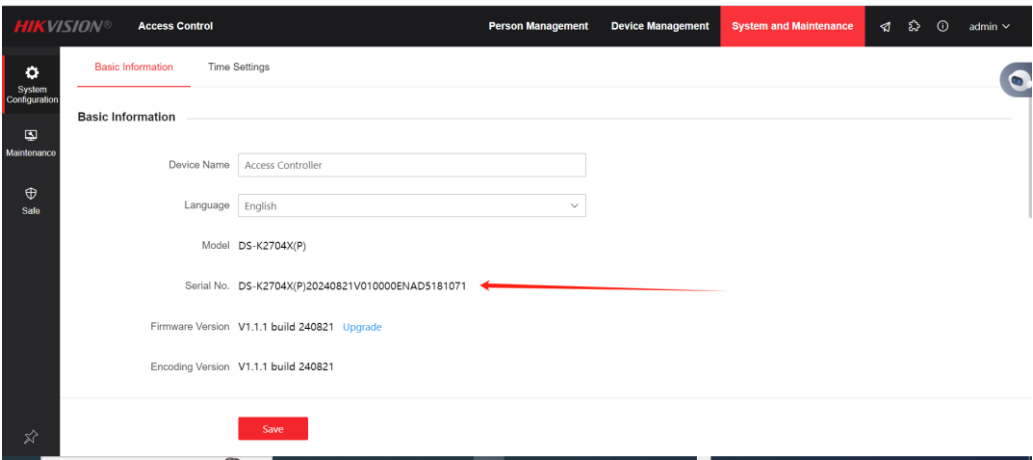 HIKVISION® Access Control Person Management Device Management System and Maintenance admin
Basic Information Time Settings
System
Configuration
Maintenance
Safe
Basic Information
Device Name Access Controller
Language English
Model DS-K2704X(P)
Serial No. DS-K2704X(P)20240821V010000ENAD5181071
Firmware Version V1.1.1 build 240821 Upgrade
Encoding Version V1.1.1 build 240821
Save